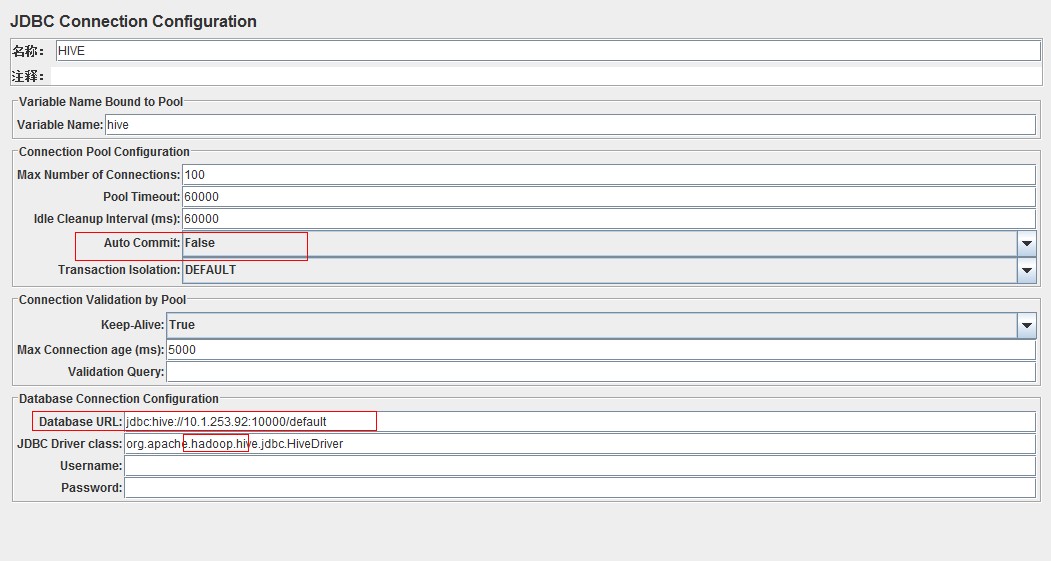 JDBC Connection Configuration
名称： HIVE
注释：
Variable Name Bound to Pool
Variable Name: hive
Connection Pool Configuration
Max Number of Connections: 100
Pool Timeout: 60000
Idle Cleanup Interval (ms): 60000
Auto Commit: False
Transaction Isolation: DEFAULT
Connection Validation by Pool
Keep-Alive: True
Max Connection age (ms): 5000
Validation Query:
Database Connection Configuration
Database URL: jdbc:hive://10.1.253.92:10000/default
JDBC Driver class: org.apache.hadoop.hive.jdbc.HiveDriver
Username:
Password: